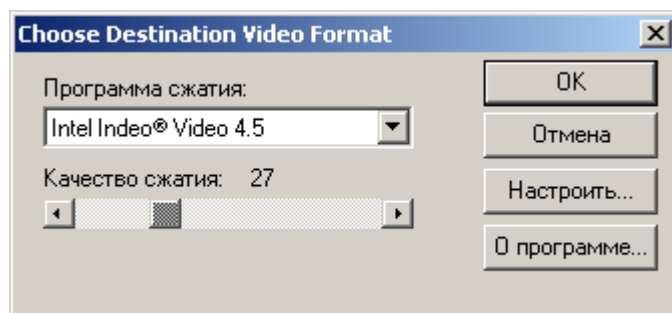 Choose Destination Video Format
Программа сжатия:
Intel Indeo® Video 4.5
Качество сжатия: 27
OK
Отмена
Настроить...
О программе...